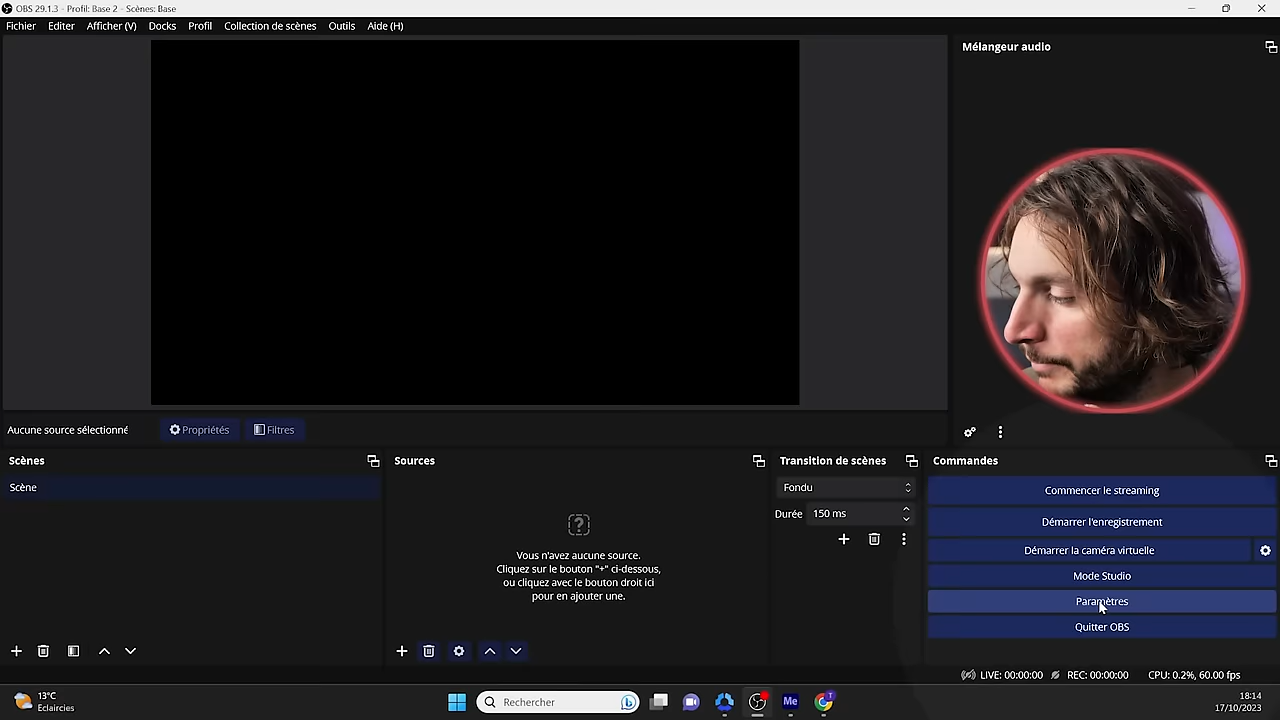 OBS 29.1.3 - Profil: Base 2 - Scènes: Base
Fichier Editer Afficher (V) Docks Profil Collection de scènes Outils Aide (H)
Mélangeur audio
Aucune source sélectionné Propriétés Filtres
Scènes
Scène
Sources
Vous n'avez aucune source.
Cliquez sur le bouton "+" ci-dessous,
ou cliquez avec le bouton droit ici
pour en ajouter une.
Transition de scènes
Fondu
Durée 150 ms
Commandes
Commencer le streaming
Démarrer l'enregistrement
Démarrer la caméra virtuelle
Mode Studio
Paramètres
Quitter OBS
LIVE: 00:00:00 REC: 00:00:00 CPU: 0.2%, 60.00 fps
13°C
Eclaircies
Rechercher
Me
T
18:14
17/10/2023